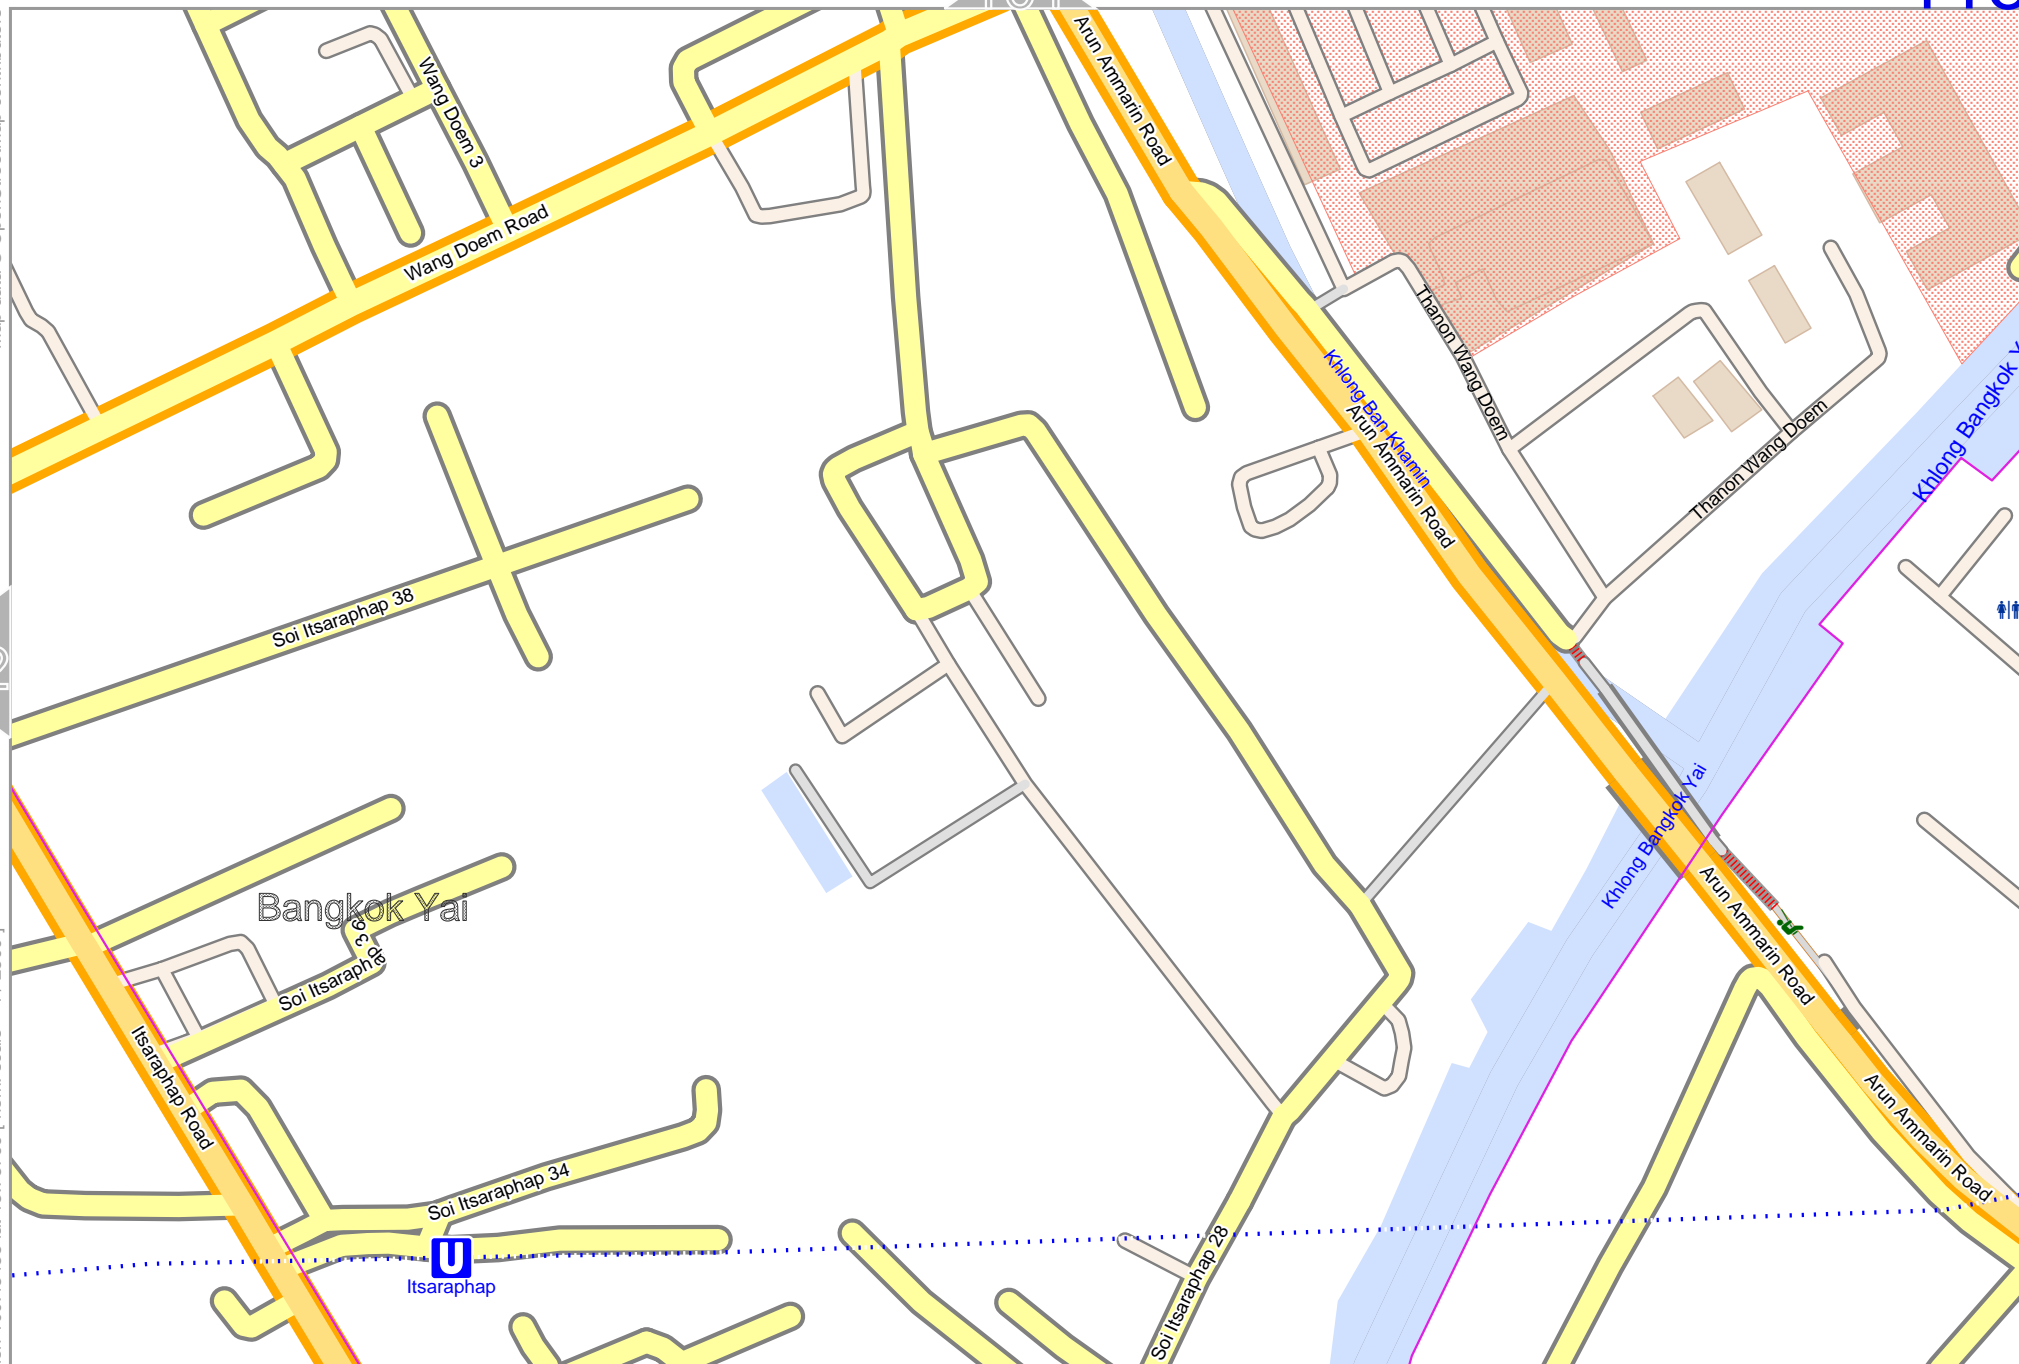 Arun Ammarin Road
Wang Doem 3
Wang Doem Road
Thanon Wang Doem
Khlong Ban Khamin
Arun Ammarin Road
Thanon Wang Doem
Khlong Bangkok
Soi Itsaraphap 38
Khlong Bangkok Yai
Bangkok Yai
Soi Itsaraphap 39
Arun Ammarin Road
Itsaraphap Road
Arun Ammarin Road
Soi Itsaraphap 34
U
Itsaraphap
Soi Itsaraphap 28